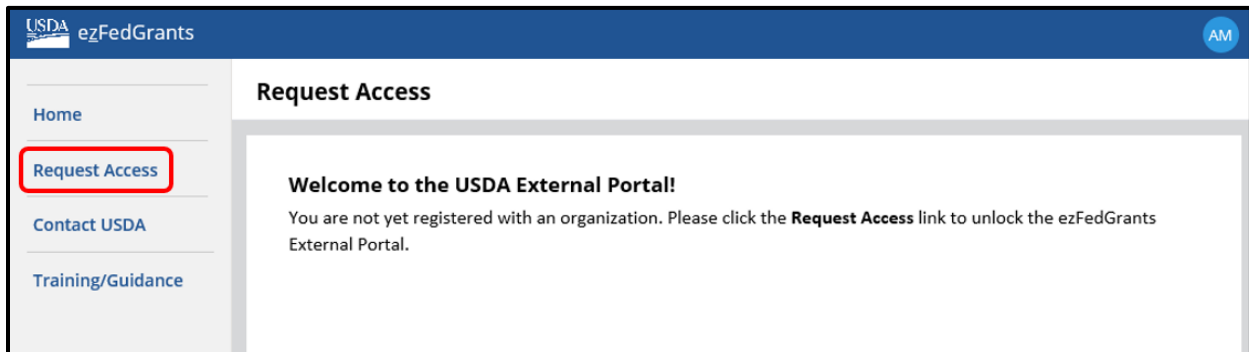 USDA ezFedGrants
AM
Home
Request Access
Contact USDA
Training/Guidance
Request Access
Welcome to the USDA External Portal!
You are not yet registered with an organization. Please click the Request Access link to unlock the ezFedGrants
External Portal.